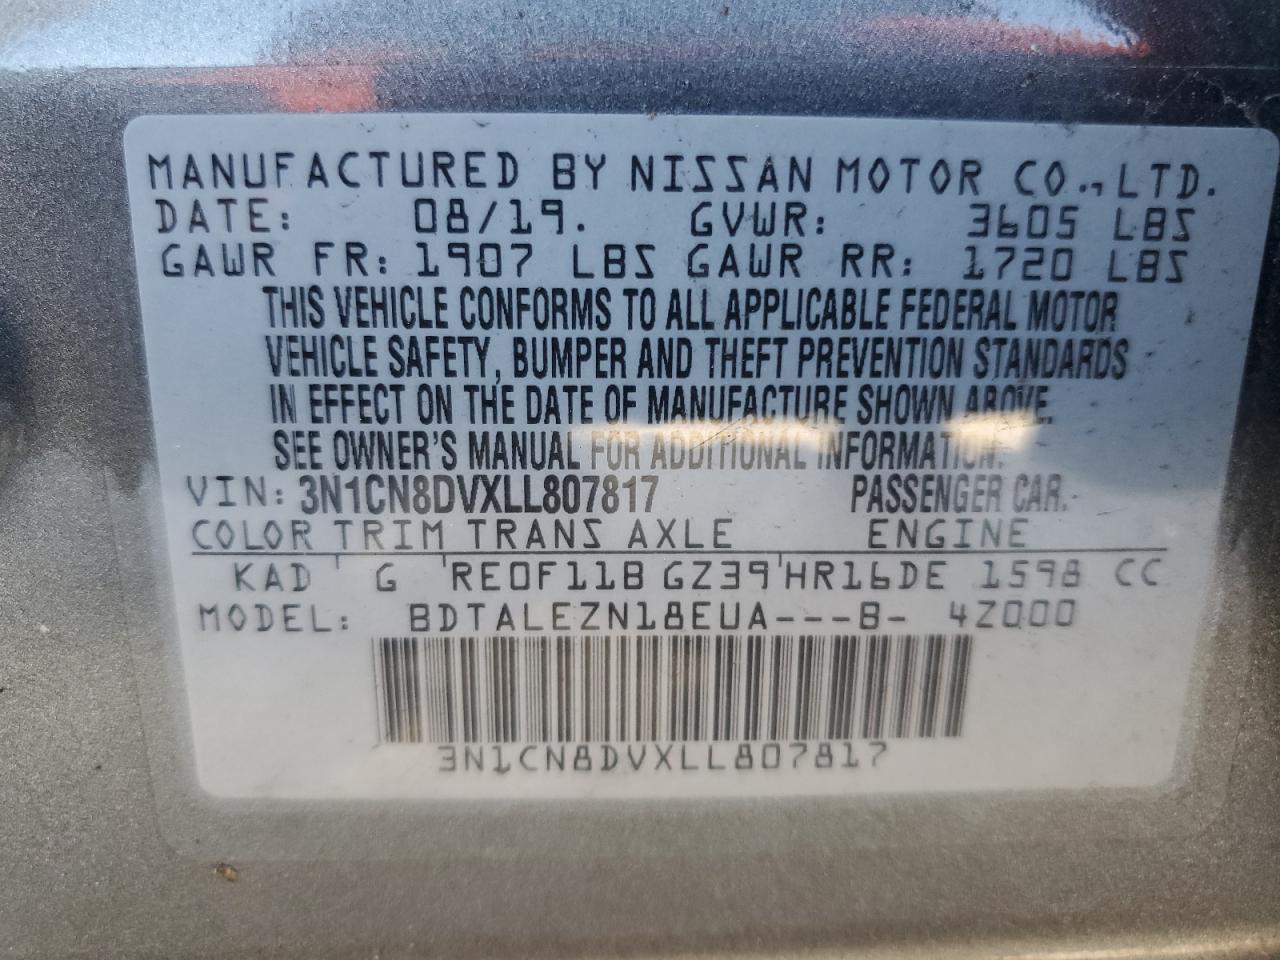 MANUFACTURED BY NISSAN MOTOR CO., LTD.
DATE: 08/19. GVWR: 3605 LBS
GAWR FR: 1907 LBS GAWR RR: 1720 LBS
THIS VEHICLE CONFORMS TO ALL APPLICABLE FEDERAL MOTOR
VEHICLE SAFETY, BUMPER AND THEFT PREVENTION STANDARDS
IN EFFECT ON THE DATE OF MANUFACTURE SHOWN ABOVE.
SEE OWNER'S MANUAL FOR ADDITIONAL INFORMATION.
VIN: 3N1CN8DVXLL807817 PASSENGER CAR.
COLOR TRIM TRANS AXLE ENGINE
KAD G RE0F11B GZ39 HR16DE 1598 CC
MODEL: BDTALEZN18EUA---B- 4Z000
3N1CN8DVXLL807817